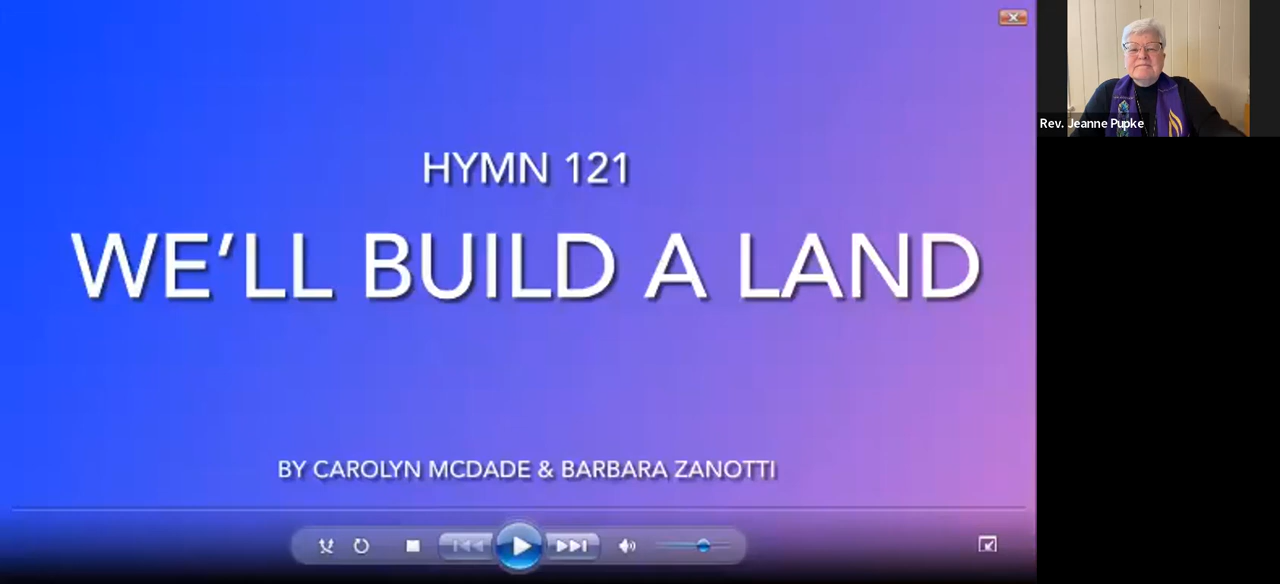 HYMN 121
WE’LL BUILD A LAND
BY CAROLYN MCDADE & BARBARA ZANOTTI
Rev. Jeanne Pupke